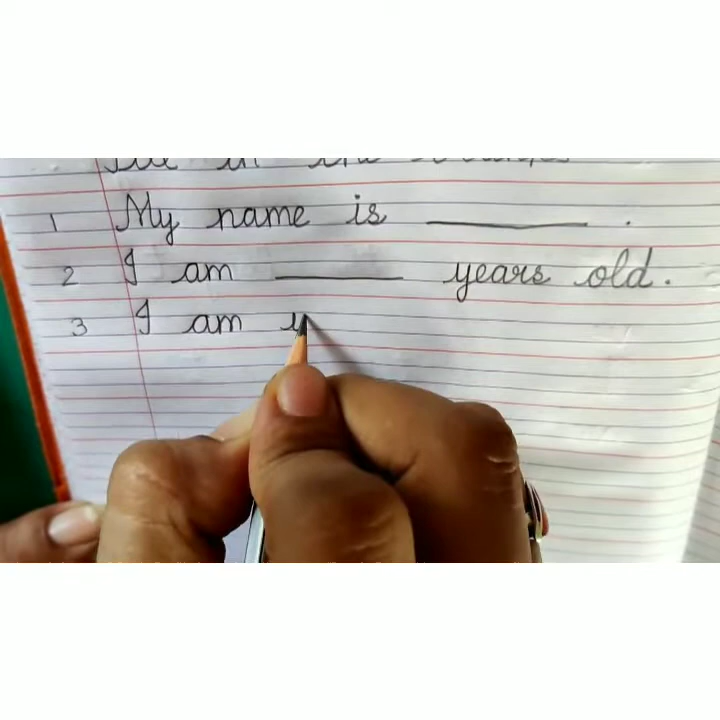 1 My name is ________ .
2 I am ________ years old.
3 I am